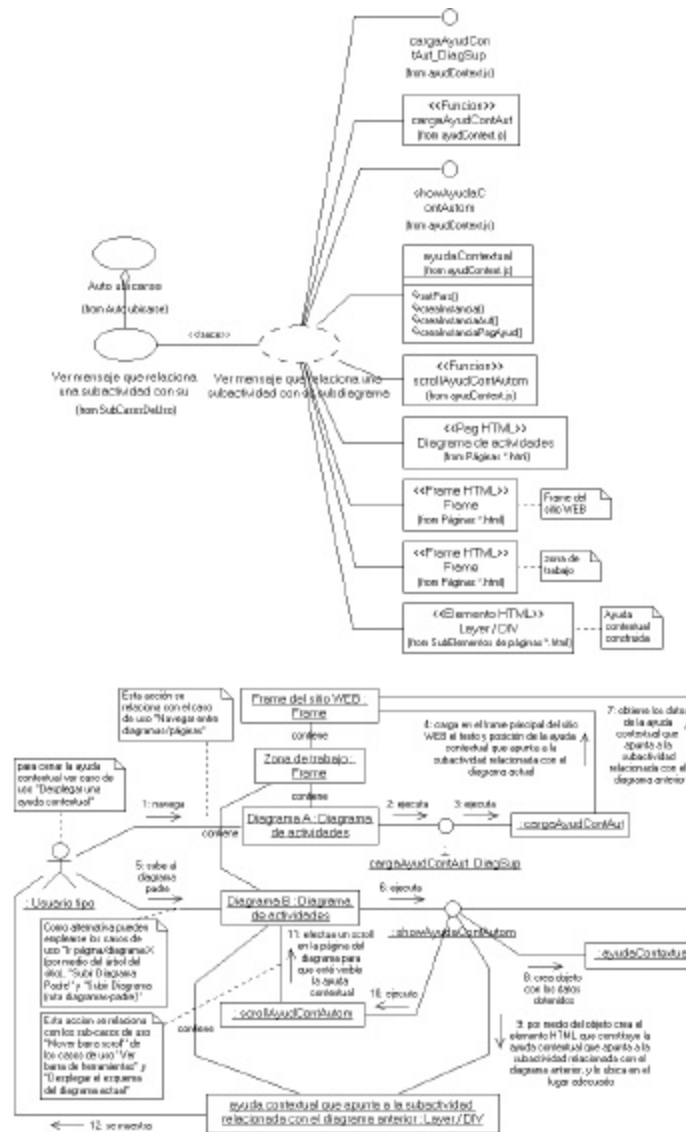 cargaAyudCon
tAut_DiagSup
(from ayudContext.js)
<<Funcion>>
cargaAyudContAut
(from ayudContext.js)
showAyudaC
ontAutom
(from ayudContext.js)
ayudaContextual
(from ayudContext.js)
setPars()
creaInstancia()
creaInstanciaAut()
creaInstanciaPagAyud()
Auto ubicarse
(from Auto ubicarse)
<<trace>>
Ver mensaje que relaciona
una subactividad con su
(from SubCasosDeUso)
Ver mensaje que relaciona una
subactividad con su subdiagrama
<<Funcion>>
scrollAyudContAutom
(from ayudContext.js)
<<Pag HTML>>
Diagrama de actividades
(from Páginas *.html)
<<Frame HTML>>
Frame
(from Páginas *.html)
Frame del
sitio WEB
<<Frame HTML>>
Frame
(from Páginas *.html)
zona de
trabajo
<<Elemento HTML>>
Layer / DIV
(from SubElementos de páginas *.html)
Ayuda
contextual
construida
Esta acción se
relaciona con el caso
de uso "Navegar entre
diagramas/páginas"
Frame del sitio WEB :
Frame
contiene
4: carga en el frame principal del sitio
WEB el texto y posición de la ayuda
contextual que apunta a la
subactividad relacionada con el
diagrama actual
7: obtiene los datos
de la ayuda
contextual que
apunta a la
subactividad
relacionada con el
diagrama anterior
para cerrar la ayuda
contextual ver caso de
uso "Desplegar una
ayuda contextual"
Zona de trabajo :
Frame
contiene
1: navega
contiene
Diagrama A : Diagrama
de actividades
2: ejecuta
3: ejecuta
: cargaAyudContAut
cargaAyudContAut_DiagSup
: Usuario tipo
5: sube al
diagrama
padre
Diagrama B : Diagrama
de actividades
6: ejecuta
: showAyudaContAutom
: ayudaContextual
Como alternativa pueden
emplearse los casos de
uso "Ir página/diagrama X
(por medio del árbol del
sitio)", "Subir Diagrama
Padre" y "Subir Diagrama
(ruta diagramas-padre)"
11: efectua un scroll
en la página del
diagrama para
que esté visible
la ayuda
contextual
8: crea objeto
con los datos
obtenidos
10: ejecuta
: scrollAyudContAutom
Esta accion se relaciona
con los sub-casos de uso
"Mover barra scroll" de
los casos de uso "Ver
barra de herramientas" y
"Desplegar el esquema
del diagrama actual"
contiene
9: por medio del objeto crea el
elemento HTML que constituye la
ayuda contextual que apunta a la
subactividad relacionada con el
diagrama anterior, y lo ubica en el
lugar adecuado
ayuda contextual que apunta a la subactividad
relacionada con el diagrama anterior : Layer / DIV
12: se muestra